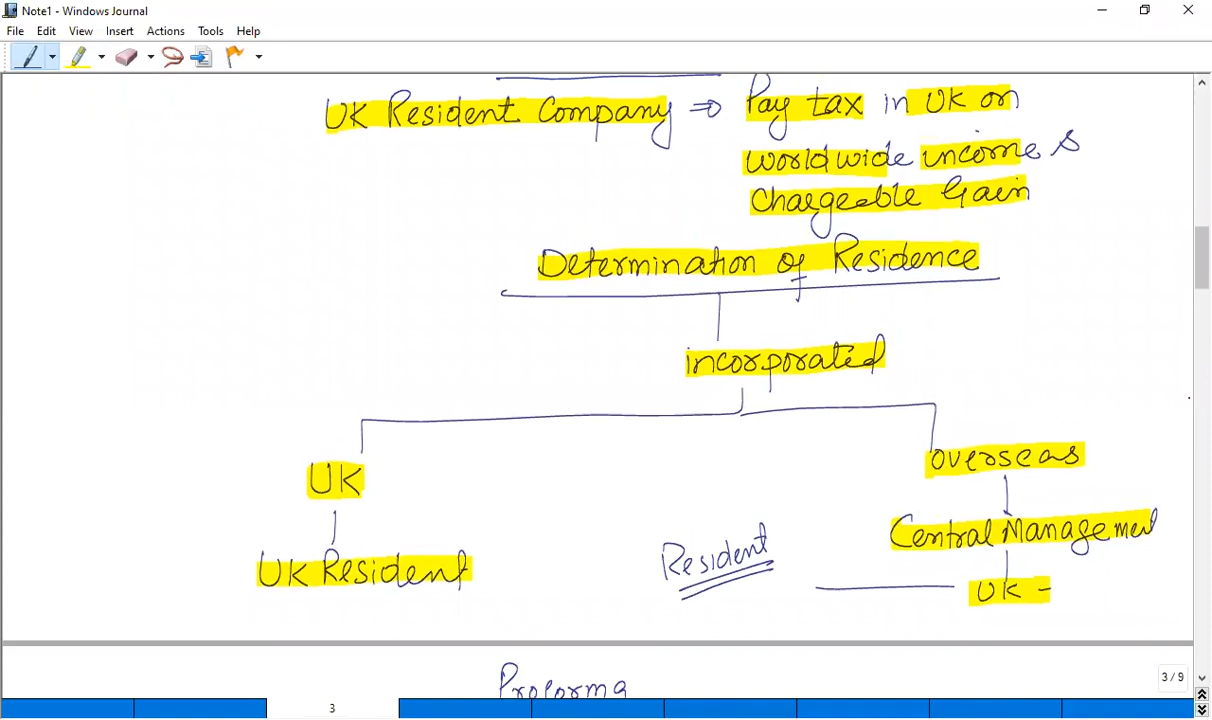 Note1 - Windows Journal
File Edit View Insert Actions Tools Help
UK Resident Company ⇒ Pay tax in UK on
worldwide income &
Chargeable Gain
Determination of Residence
incorporated
UK
overseas
Central Management
UK Resident
Resident
UK -
Proforma
3 / 9
3